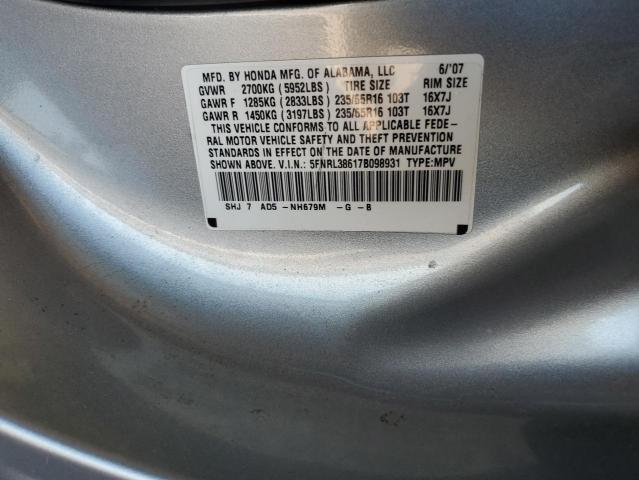 MFD. BY HONDA MFG. OF ALABAMA, LLC 6/'07
GVWR 2700KG (5952LBS) TIRE SIZE RIM SIZE
GAWR F 1285KG (2833LBS) 235/65R16 103T 16X7J
GAWR R 1450KG (3197LBS) 235/65R16 103T 16X7J
THIS VEHICLE CONFORMS TO ALL APPLICABLE FEDE-
RAL MOTOR VEHICLE SAFETY AND THEFT PREVENTION
STANDARDS IN EFFECT ON THE DATE OF MANUFACTURE
SHOWN ABOVE. V.I.N.: 5FNRL38617B098931 TYPE:MPV
SHJ 7 AD5 -NH679M -G -B